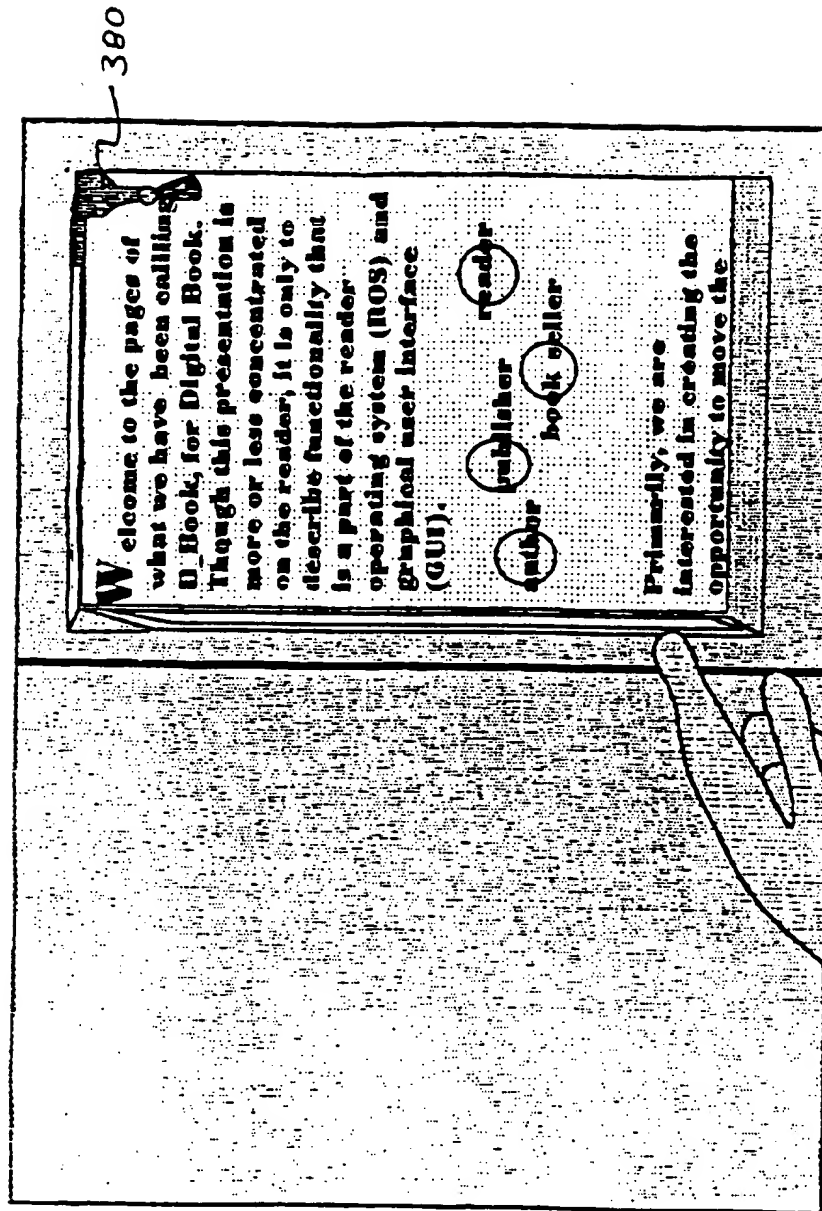 380
Welcome to the pages of
what we have been calling
D_Book, for Digital Book.
Though this presentation is
more or less concentrated
on the reader, it is only to
describe functionality that
is a part of the reader
operating system (ROS) and
graphical user interface
(GUI).
author publisher book seller reader
Primarily, we are
interested in creating the
opportunity to move the